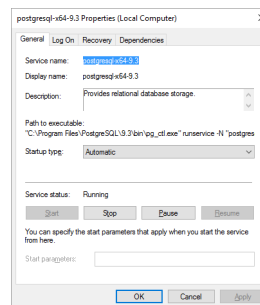 postgresql-x64-9.3 Properties (Local Computer)
General Log On Recovery Dependencies
Service name: postgresql-x64-9.3
Display name: postgresql-x64-9.3
Description: Provides relational database storage.
Path to executable:
"C:\Program Files\PostgreSQL\9.3\bin\pg_ctl.exe" runservice -N "postgres
Startup type: Automatic
Service status: Running
Start Stop Pause Resume
You can specify the start parameters that apply when you start the service
from here.
Start parameters:
OK Cancel Apply